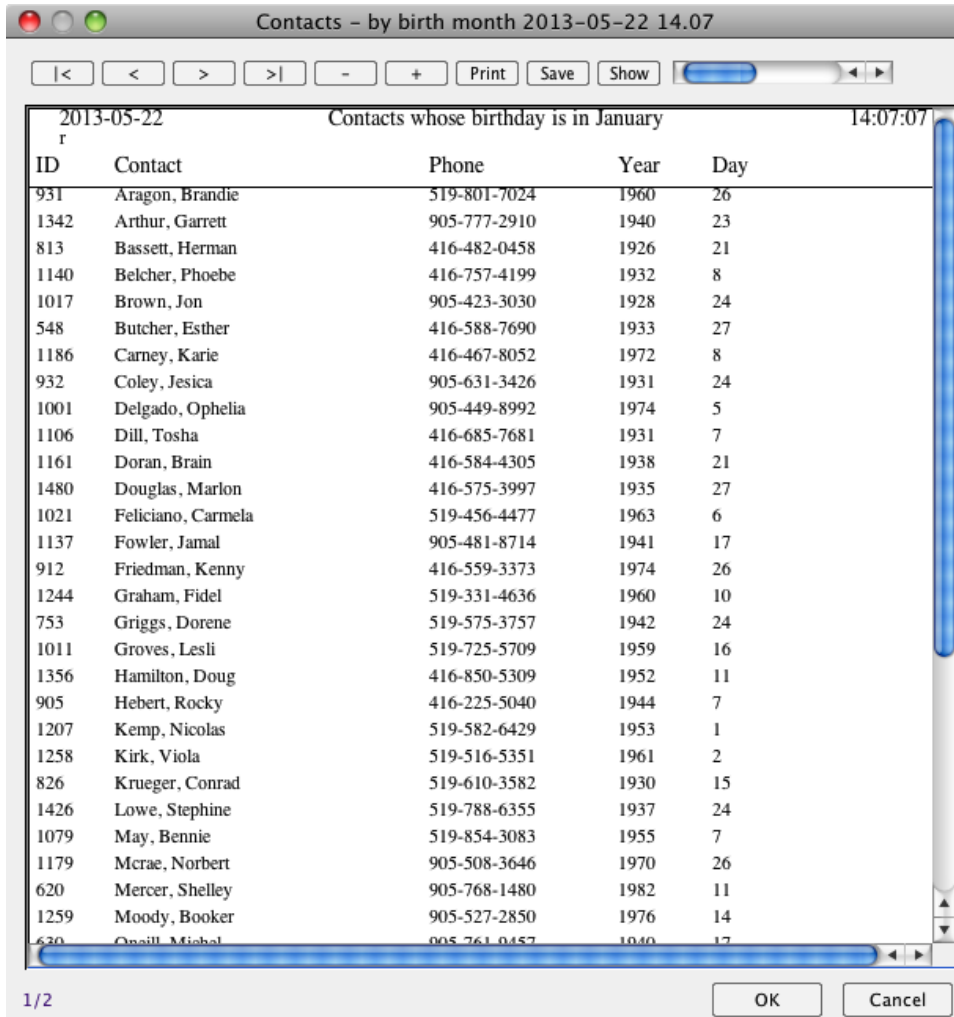 Contacts - by birth month 2013-05-22 14.07
|< < > >| - + Print Save Show
2013-05-22 Contacts whose birthday is in January 14:07:07
r
ID Contact Phone Year Day
931 Aragon, Brandie 519-801-7024 1960 26
1342 Arthur, Garrett 905-777-2910 1940 23
813 Bassett, Herman 416-482-0458 1926 21
1140 Belcher, Phoebe 416-757-4199 1932 8
1017 Brown, Jon 905-423-3030 1928 24
548 Butcher, Esther 416-588-7690 1933 27
1186 Carney, Karie 416-467-8052 1972 8
932 Coley, Jesica 905-631-3426 1931 24
1001 Delgado, Ophelia 905-449-8992 1974 5
1106 Dill, Tosha 416-685-7681 1931 7
1161 Doran, Brain 416-584-4305 1938 21
1480 Douglas, Marlon 416-575-3997 1935 27
1021 Feliciano, Carmela 519-456-4477 1963 6
1137 Fowler, Jamal 905-481-8714 1941 17
912 Friedman, Kenny 416-559-3373 1974 26
1244 Graham, Fidel 519-331-4636 1960 10
753 Griggs, Dorene 519-575-3757 1942 24
1011 Groves, Lesli 519-725-5709 1959 16
1356 Hamilton, Doug 416-850-5309 1952 11
905 Hebert, Rocky 416-225-5040 1944 7
1207 Kemp, Nicolas 519-582-6429 1953 1
1258 Kirk, Viola 519-516-5351 1961 2
826 Krueger, Conrad 519-610-3582 1930 15
1426 Lowe, Stephine 519-788-6355 1937 24
1079 May, Bennie 519-854-3083 1955 7
1179 Mcrae, Norbert 905-508-3646 1970 26
620 Mercer, Shelley 905-768-1480 1982 11
1259 Moody, Booker 905-527-2850 1976 14
630 Oneill, Michel 905-761-9457 1940 17
1/2 OK Cancel